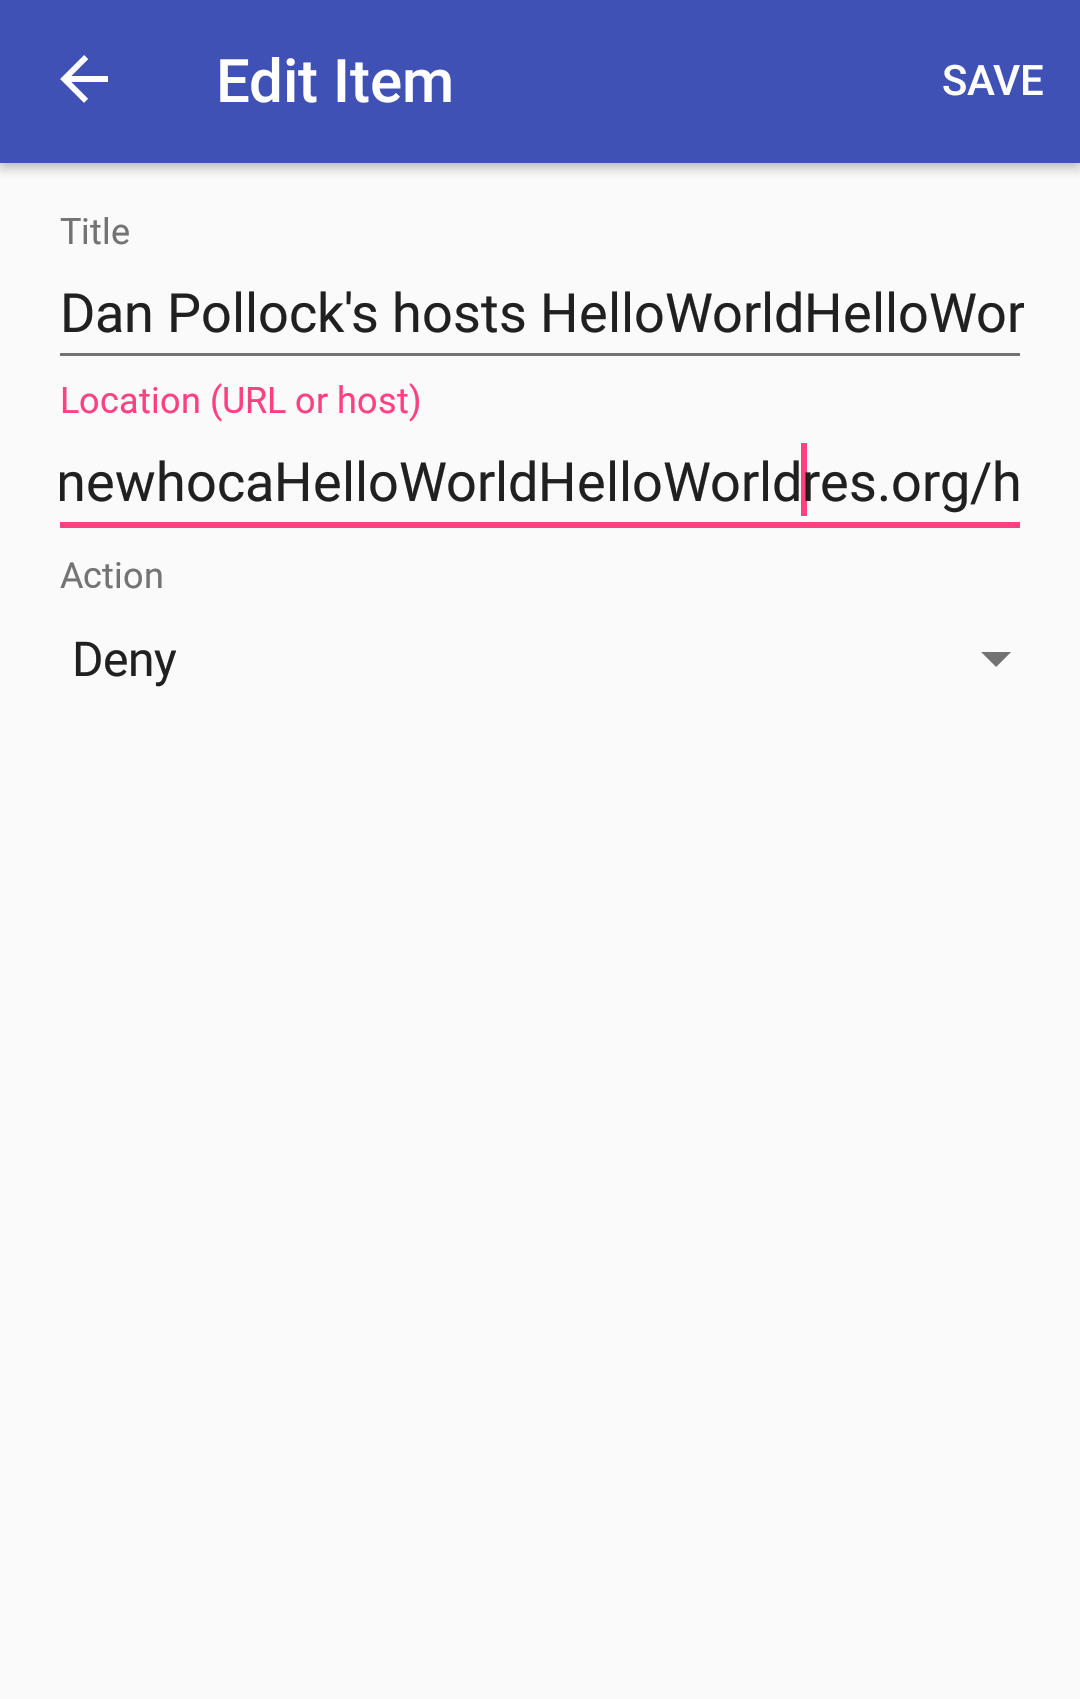 Edit Item
SAVE
Title
Dan Pollock's hosts HelloWorldHelloWor
Location (URL or host)
newhocaHelloWorldHelloWorldres.org/h
Action
Deny